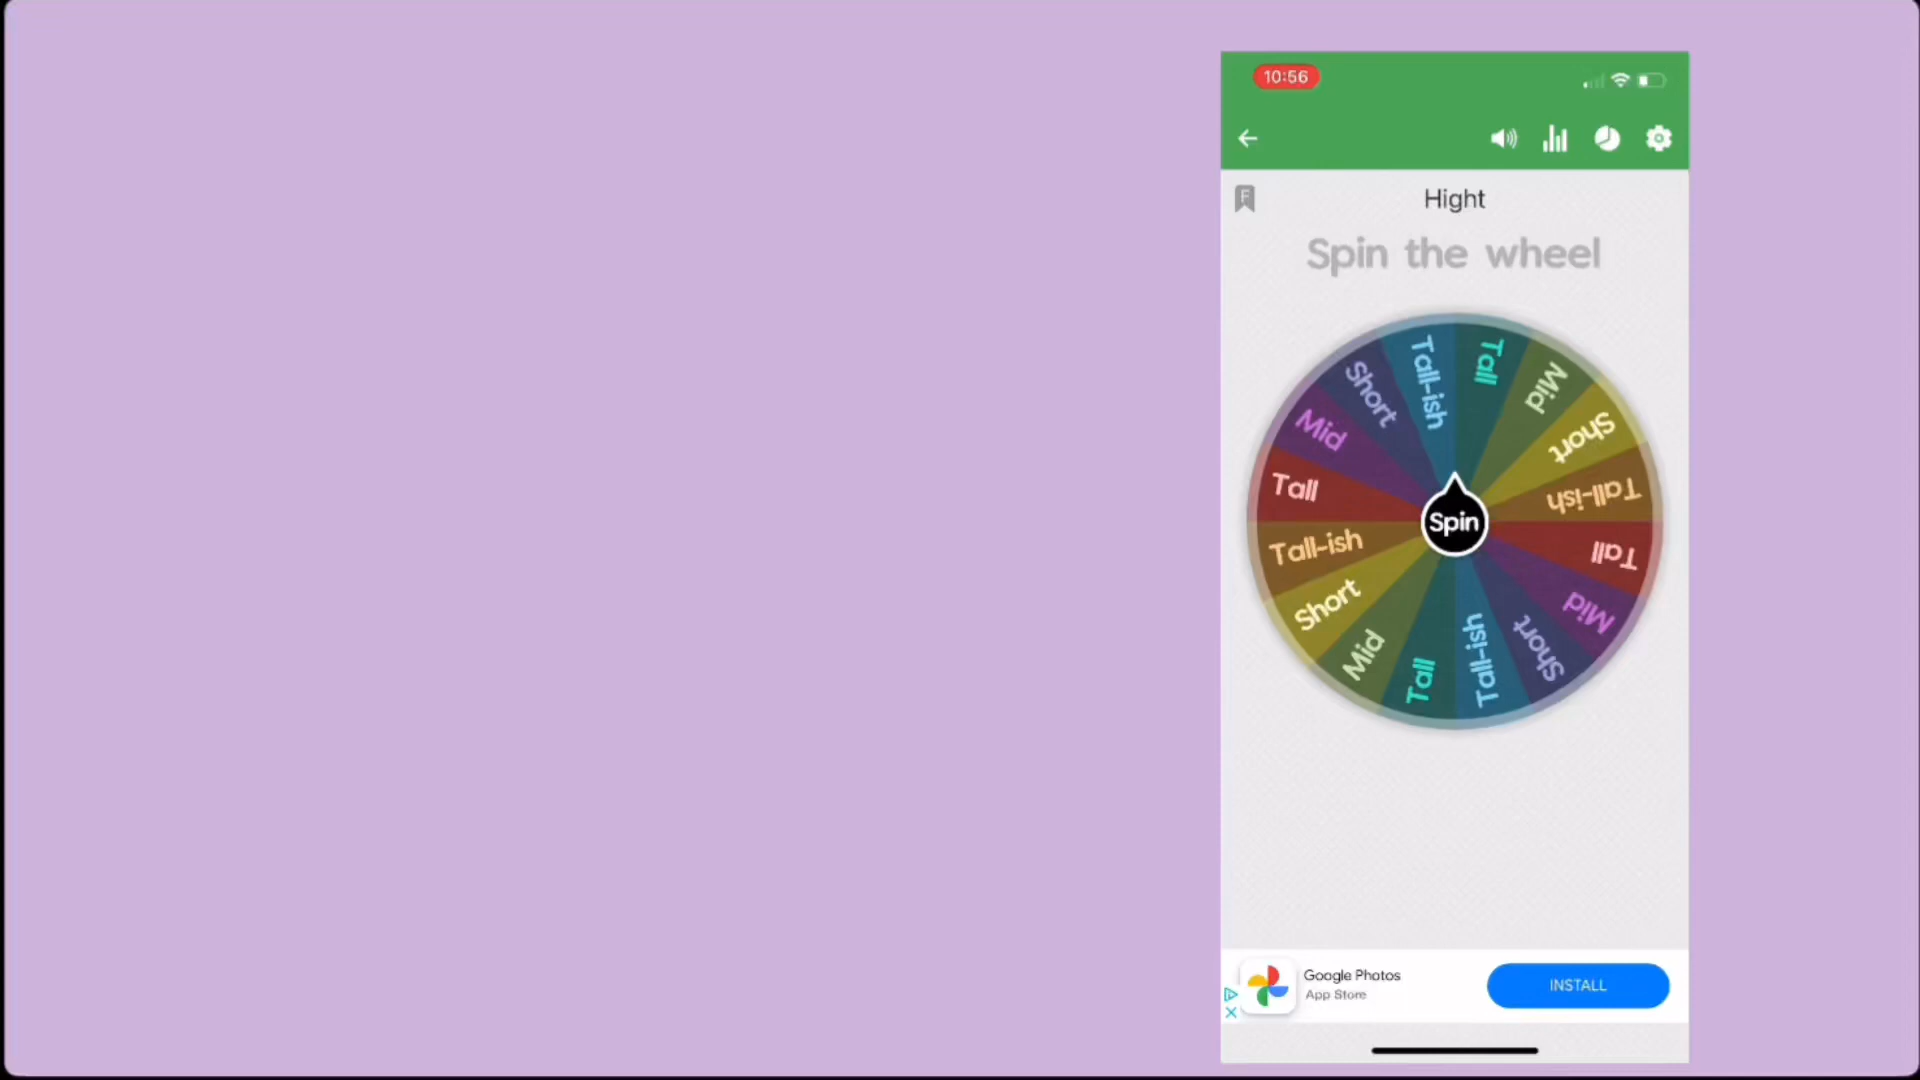 10:56
Hight
Spin the wheel
Tall
Mid
Short
Tall-ish
Tall
Mid
Short
Tall-ish
Tall
Mid
Short
Tall-ish
Tall
Mid
Short
Tall-ish
Spin
Google Photos
App Store
INSTALL